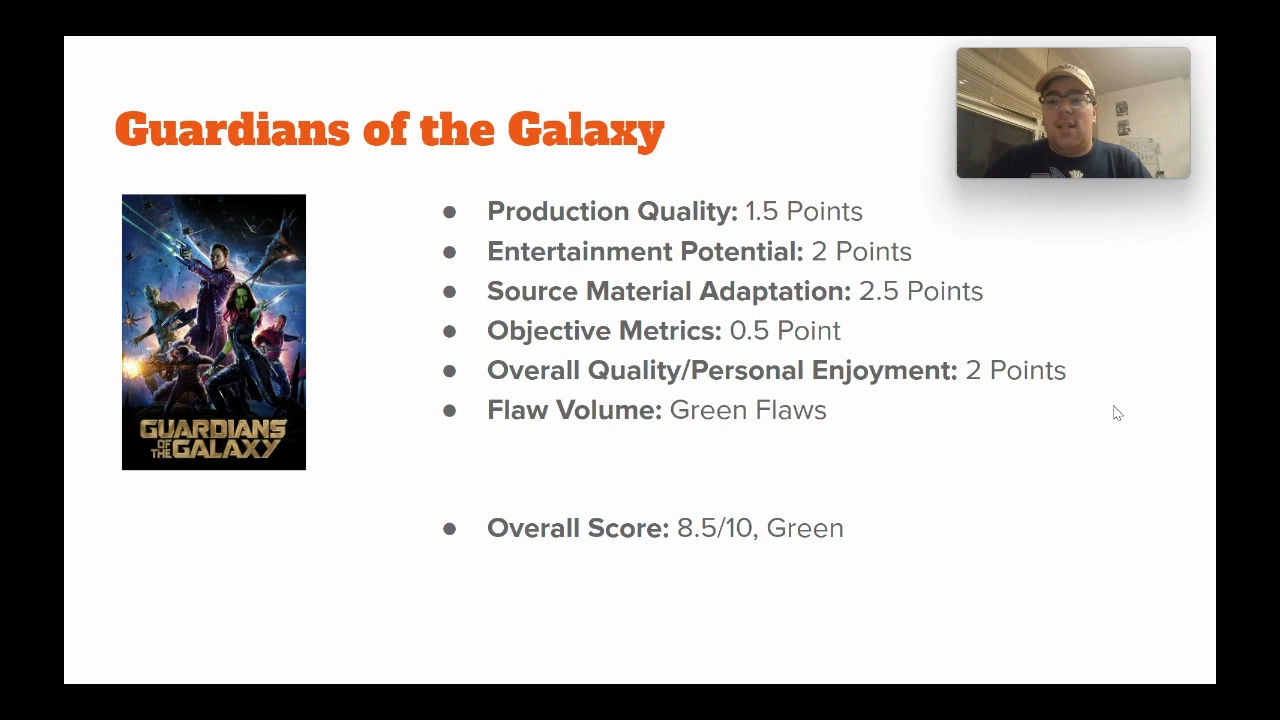 Guardians of the Galaxy
● Production Quality: 1.5 Points
● Entertainment Potential: 2 Points
● Source Material Adaptation: 2.5 Points
● Objective Metrics: 0.5 Point
● Overall Quality/Personal Enjoyment: 2 Points
● Flaw Volume: Green Flaws
GUARDIANS
OF THE GALAXY
● Overall Score: 8.5/10, Green